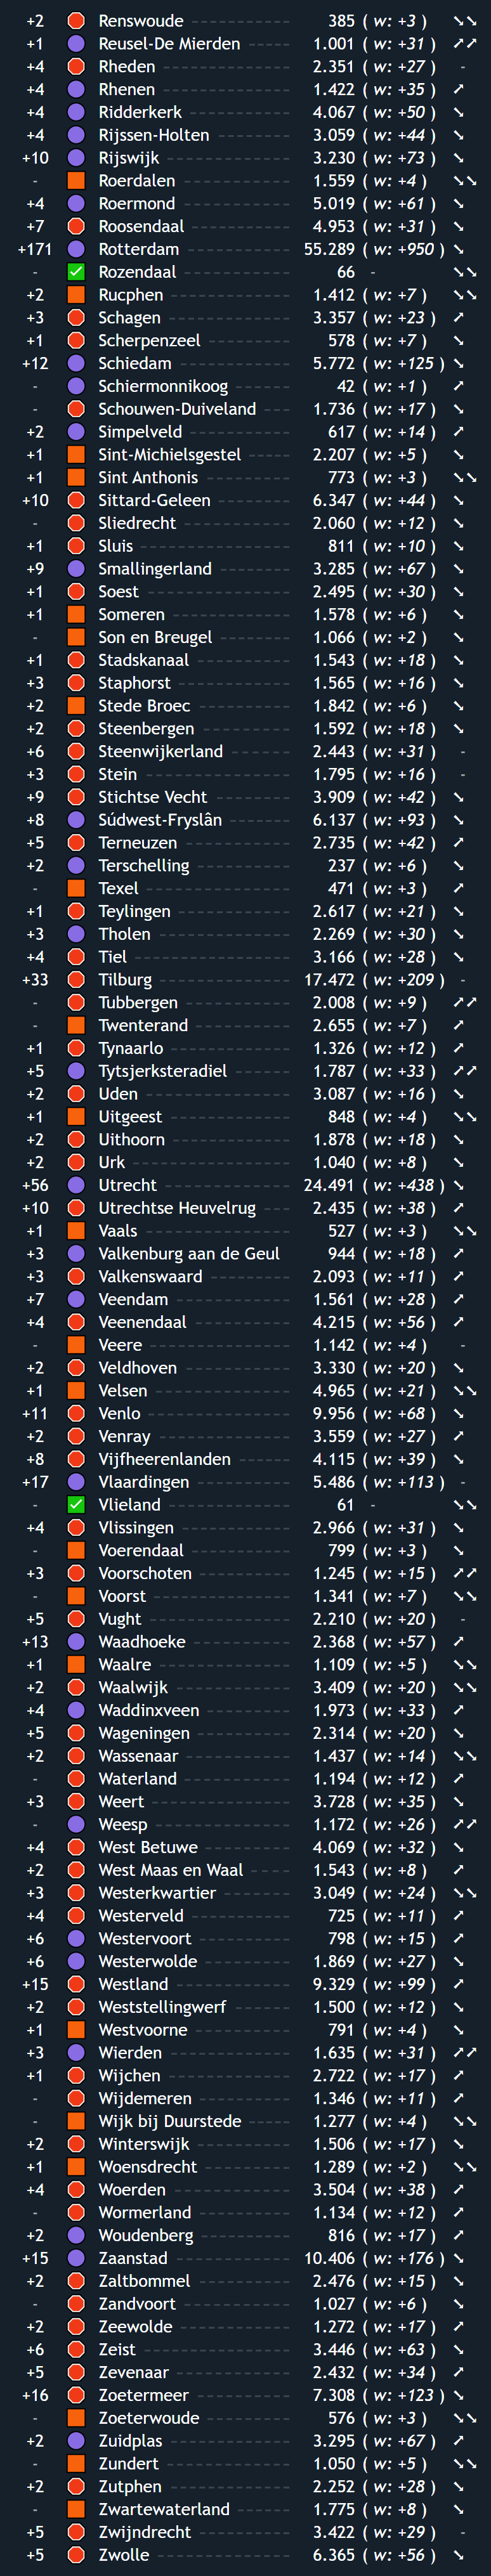 +2 Renswoude 385 ( w: +3 ) ↘↘
+1 Reusel-De Mierden 1.001 ( w: +31 ) ↗↗
+4 Rheden 2.351 ( w: +27 ) -
+4 Rhenen 1.422 ( w: +35 ) ↗
+4 Ridderkerk 4.067 ( w: +50 ) ↘
+4 Rijssen-Holten 3.059 ( w: +44 ) ↘
+10 Rijswijk 3.230 ( w: +73 ) ↘
- Roerdalen 1.559 ( w: +4 ) ↘↘
+4 Roermond 5.019 ( w: +61 ) ↘
+7 Roosendaal 4.953 ( w: +31 ) ↘
+171 Rotterdam 55.289 ( w: +950 ) ↘
- Rozendaal 66 - ↘↘
+2 Rucphen 1.412 ( w: +7 ) ↘↘
+3 Schagen 3.357 ( w: +23 ) ↗
+1 Scherpenzeel 578 ( w: +7 ) ↘
+12 Schiedam 5.772 ( w: +125 ) ↘
- Schiermonnikoog 42 ( w: +1 ) ↗
- Schouwen-Duiveland 1.736 ( w: +17 ) ↘
+2 Simpelveld 617 ( w: +14 ) ↗
+1 Sint-Michielsgestel 2.207 ( w: +5 ) ↘
+1 Sint Anthonis 773 ( w: +3 ) ↘↘
+10 Sittard-Geleen 6.347 ( w: +44 ) ↘
- Sliedrecht 2.060 ( w: +12 ) ↘
+1 Sluis 811 ( w: +10 ) ↘
+9 Smallingerland 3.285 ( w: +67 ) ↘
+1 Soest 2.495 ( w: +30 ) ↘
+1 Someren 1.578 ( w: +6 ) ↘
- Son en Breugel 1.066 ( w: +2 ) ↘
+1 Stadskanaal 1.543 ( w: +18 ) ↘
+3 Staphorst 1.565 ( w: +16 ) ↘
+2 Stede Broec 1.842 ( w: +6 ) ↘
+2 Steenbergen 1.592 ( w: +18 ) ↘
+6 Steenwijkerland 2.443 ( w: +31 ) -
+3 Stein 1.795 ( w: +16 ) -
+9 Stichtse Vecht 3.909 ( w: +42 ) ↘
+8 Súdwest-Fryslân 6.137 ( w: +93 ) ↘
+5 Terneuzen 2.735 ( w: +42 ) ↗
+2 Terschelling 237 ( w: +6 ) ↘
- Texel 471 ( w: +3 ) ↗
+1 Teylingen 2.617 ( w: +21 ) ↘
+3 Tholen 2.269 ( w: +30 ) ↘
+4 Tiel 3.166 ( w: +28 ) ↘
+33 Tilburg 17.472 ( w: +209 ) -
- Tubbergen 2.008 ( w: +9 ) ↗↗
- Twenterand 2.655 ( w: +7 ) ↗
+1 Tynaarlo 1.326 ( w: +12 ) ↗
+5 Tytsjerksteradiel 1.787 ( w: +33 ) ↗↗
+2 Uden 3.087 ( w: +16 ) ↘
+1 Uitgeest 848 ( w: +4 ) ↘↘
+2 Uithoorn 1.878 ( w: +18 ) ↘
+2 Urk 1.040 ( w: +8 ) ↘
+56 Utrecht 24.491 ( w: +438 ) ↘
+10 Utrechtse Heuvelrug 2.435 ( w: +38 ) ↗
+1 Vaals 527 ( w: +3 ) ↘↘
+3 Valkenburg aan de Geul 944 ( w: +18 ) ↗
+3 Valkenswaard 2.093 ( w: +11 ) ↗
+7 Veendam 1.561 ( w: +28 ) ↗
+4 Veenendaal 4.215 ( w: +56 ) ↗
- Veere 1.142 ( w: +4 ) -
+2 Veldhoven 3.330 ( w: +20 ) ↘
+1 Velsen 4.965 ( w: +21 ) ↘↘
+11 Venlo 9.956 ( w: +68 ) ↘
+2 Venray 3.559 ( w: +27 ) ↗
+8 Vijfheerenlanden 4.115 ( w: +39 ) ↘
+17 Vlaardingen 5.486 ( w: +113 ) -
- Vlieland 61 - ↘↘
+4 Vlissingen 2.966 ( w: +31 ) ↘
- Voerendaal 799 ( w: +3 ) ↘
+3 Voorschoten 1.245 ( w: +15 ) ↗↗
- Voorst 1.341 ( w: +7 ) ↘↘
+5 Vught 2.210 ( w: +20 ) -
+13 Waadhoeke 2.368 ( w: +57 ) ↗
+1 Waalre 1.109 ( w: +5 ) ↘↘
+2 Waalwijk 3.409 ( w: +20 ) ↘↘
+4 Waddinxveen 1.973 ( w: +33 ) ↗
+5 Wageningen 2.314 ( w: +20 ) ↘
+2 Wassenaar 1.437 ( w: +14 ) ↘↘
- Waterland 1.194 ( w: +12 ) ↗
+3 Weert 3.728 ( w: +35 ) ↘
- Weesp 1.172 ( w: +26 ) ↗↗
+4 West Betuwe 4.069 ( w: +32 ) ↘
+2 West Maas en Waal 1.543 ( w: +8 ) ↗
+3 Westerkwartier 3.049 ( w: +24 ) ↘↘
+4 Westerveld 725 ( w: +11 ) ↗
+6 Westervoort 798 ( w: +15 ) ↗
+6 Westerwolde 1.869 ( w: +27 ) ↘
+15 Westland 9.329 ( w: +99 ) ↗
+2 Weststellingwerf 1.500 ( w: +12 ) ↘
+1 Westvoorne 791 ( w: +4 ) ↘
+3 Wierden 1.635 ( w: +31 ) ↗↗
+1 Wijchen 2.722 ( w: +17 ) ↗
- Wijdemeren 1.346 ( w: +11 ) ↗
- Wijk bij Duurstede 1.277 ( w: +4 ) ↘↘
+2 Winterswijk 1.506 ( w: +17 ) ↘
+1 Woensdrecht 1.289 ( w: +2 ) ↘↘
+4 Woerden 3.504 ( w: +38 ) ↗
- Wormerland 1.134 ( w: +12 ) ↗
+2 Woudenberg 816 ( w: +17 ) ↗
+15 Zaanstad 10.406 ( w: +176 ) ↘
+2 Zaltbommel 2.476 ( w: +15 ) ↘
- Zandvoort 1.027 ( w: +6 ) ↘
+2 Zeewolde 1.272 ( w: +17 ) ↗
+6 Zeist 3.446 ( w: +63 ) ↘
+5 Zevenaar 2.432 ( w: +34 ) ↗
+16 Zoetermeer 7.308 ( w: +123 ) ↘
- Zoeterwoude 576 ( w: +3 ) ↘↘
+2 Zuidplas 3.295 ( w: +67 ) ↗
- Zundert 1.050 ( w: +5 ) ↘↘
+2 Zutphen 2.252 ( w: +28 ) ↘
- Zwartewaterland 1.775 ( w: +8 ) ↘
+5 Zwijndrecht 3.422 ( w: +29 ) -
+5 Zwolle 6.365 ( w: +56 ) ↘